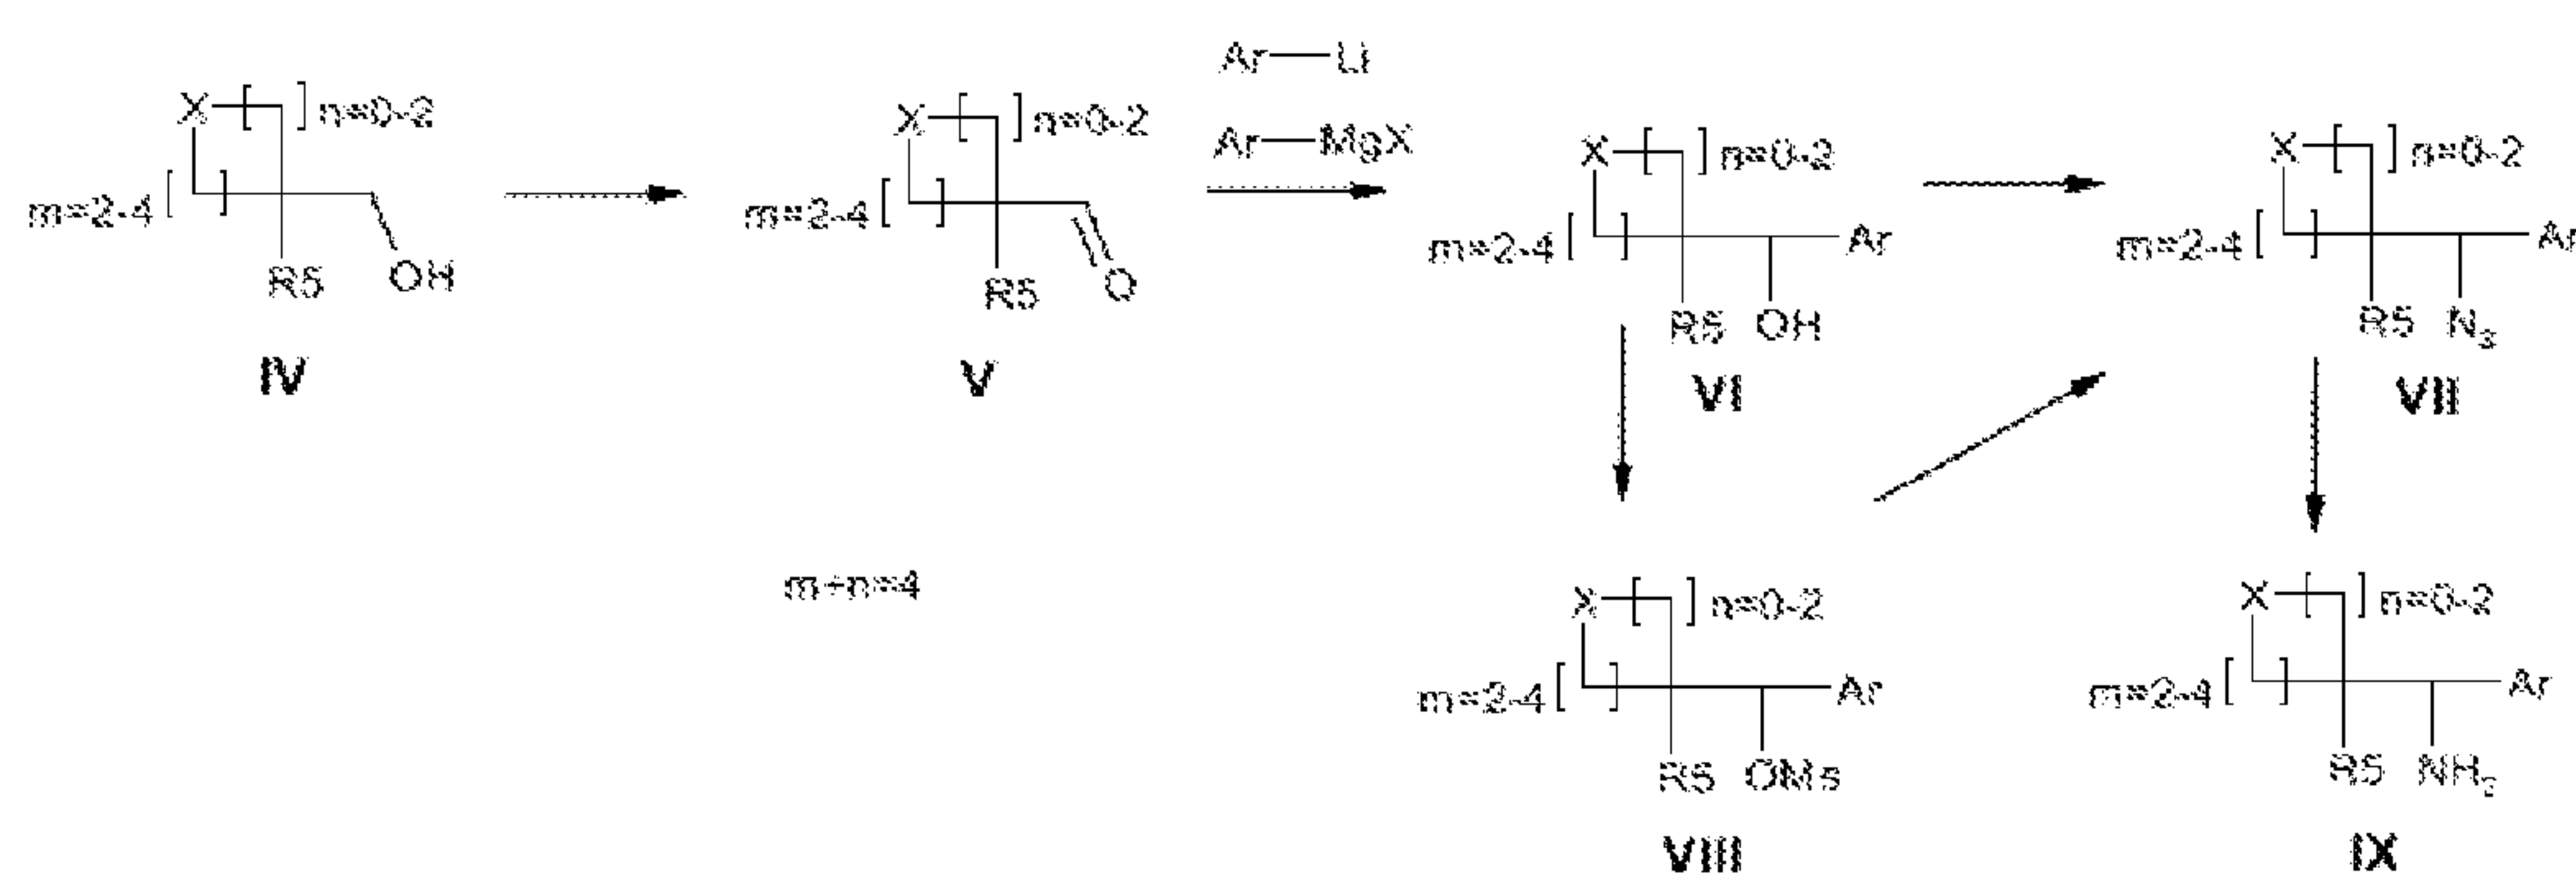 Ar—Li
Ar—MgX
X [ ] n=0-2
m=2-4 [ ]
R5 OH
IV
X [ ] n=0-2
m=2-4 [ ]
R5 O
V
X [ ] n=0-2
m=2-4 [ ] Ar
R5 OH
VI
X [ ] n=0-2
m=2-4 [ ] Ar
R5 N3
VII
m+n=4
X [ ] n=0-2
m=2-4 [ ] Ar
R5 OMs
VIII
X [ ] n=0-2
m=2-4 [ ] Ar
R5 NH2
IX